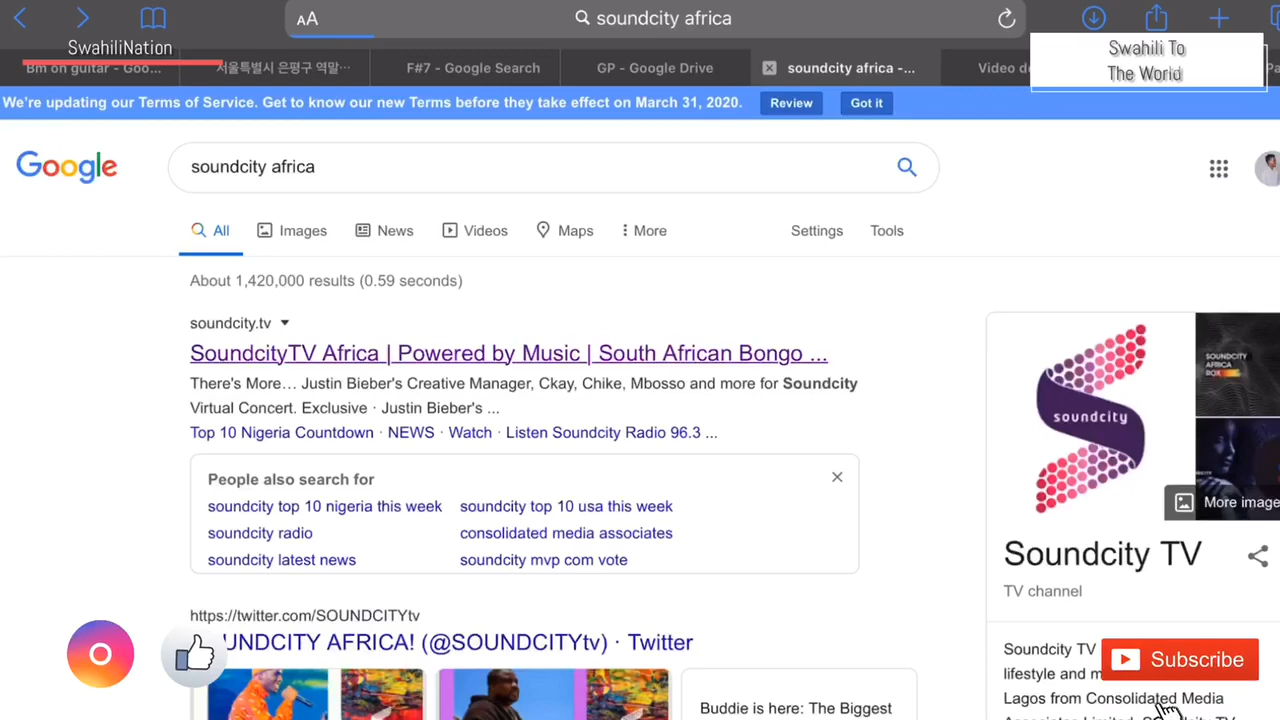 AA
soundcity africa
SwahiliNation
Swahili To
The World
Bm on guitar - Goo...
서울특별시 은평구 역말...
F#7 - Google Search
GP - Google Drive
soundcity africa -...
Video do
We're updating our Terms of Service. Get to know our new Terms before they take effect on March 31, 2020.
Review
Got it
Google
soundcity africa
All
Images
News
Videos
Maps
More
Settings
Tools
About 1,420,000 results (0.59 seconds)
soundcity.tv
SoundcityTV Africa | Powered by Music | South African Bongo ...
There's More... Justin Bieber's Creative Manager, Ckay, Chike, Mbosso and more for Soundcity
Virtual Concert. Exclusive · Justin Bieber's ...
Top 10 Nigeria Countdown · NEWS · Watch · Listen Soundcity Radio 96.3 ...
People also search for
soundcity top 10 nigeria this week
soundcity top 10 usa this week
soundcity radio
consolidated media associates
soundcity latest news
soundcity mvp com vote
https://twitter.com/SOUNDCITYtv
UNDCITY AFRICA! (@SOUNDCITYtv) · Twitter
Buddie is here: The Biggest
soundcity
SOUNDCITY
AFRICA
ROX
More image
Soundcity TV
TV channel
Soundcity TV
lifestyle and m
Lagos from Consolidated Media
Subscribe